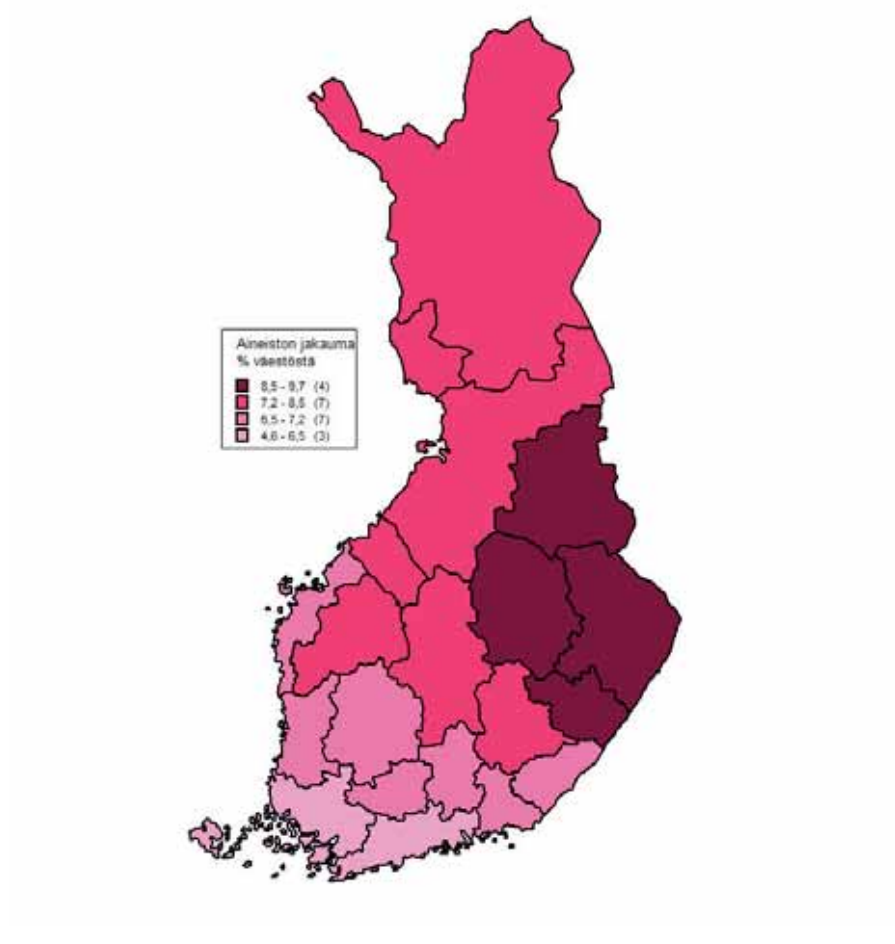 Aineiston jakauma
% väestöstä
8,5 - 9,7 (4)
7,2 - 8,5 (7)
6,5 - 7,2 (7)
4,6 - 6,5 (3)